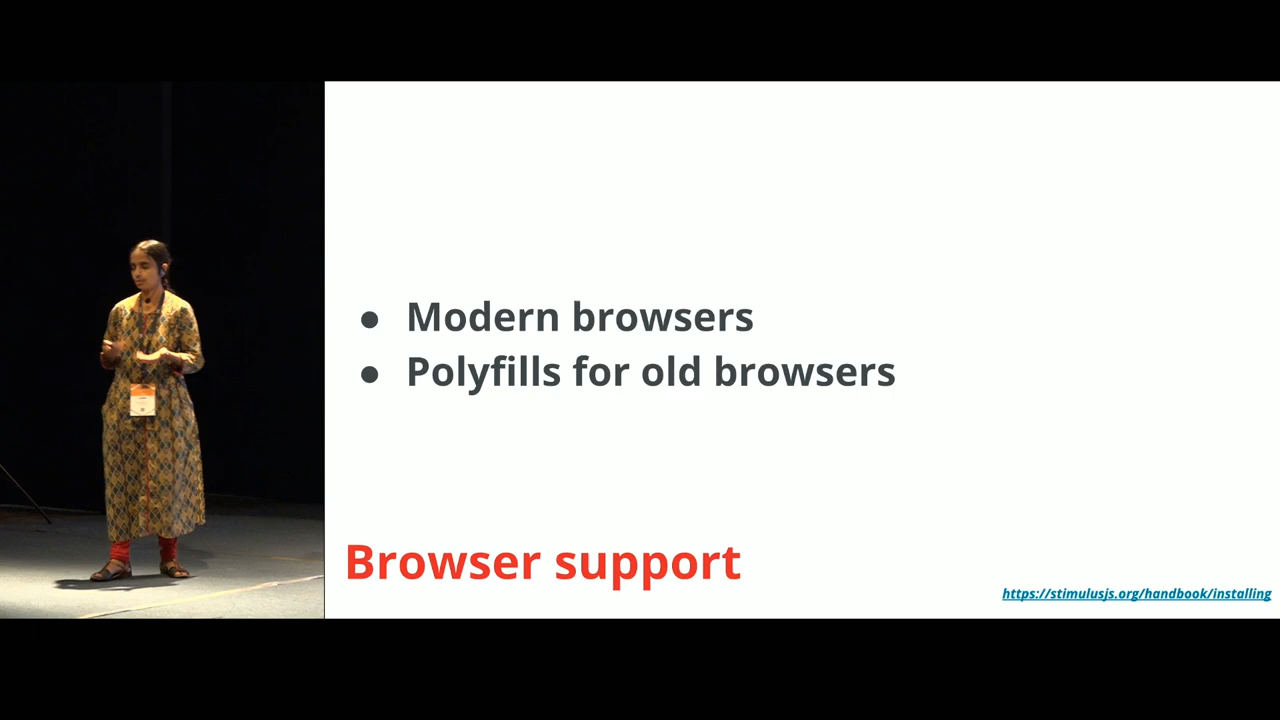 Modern browsers
Polyfills for old browsers
Browser support
https://stimulusjs.org/handbook/installing